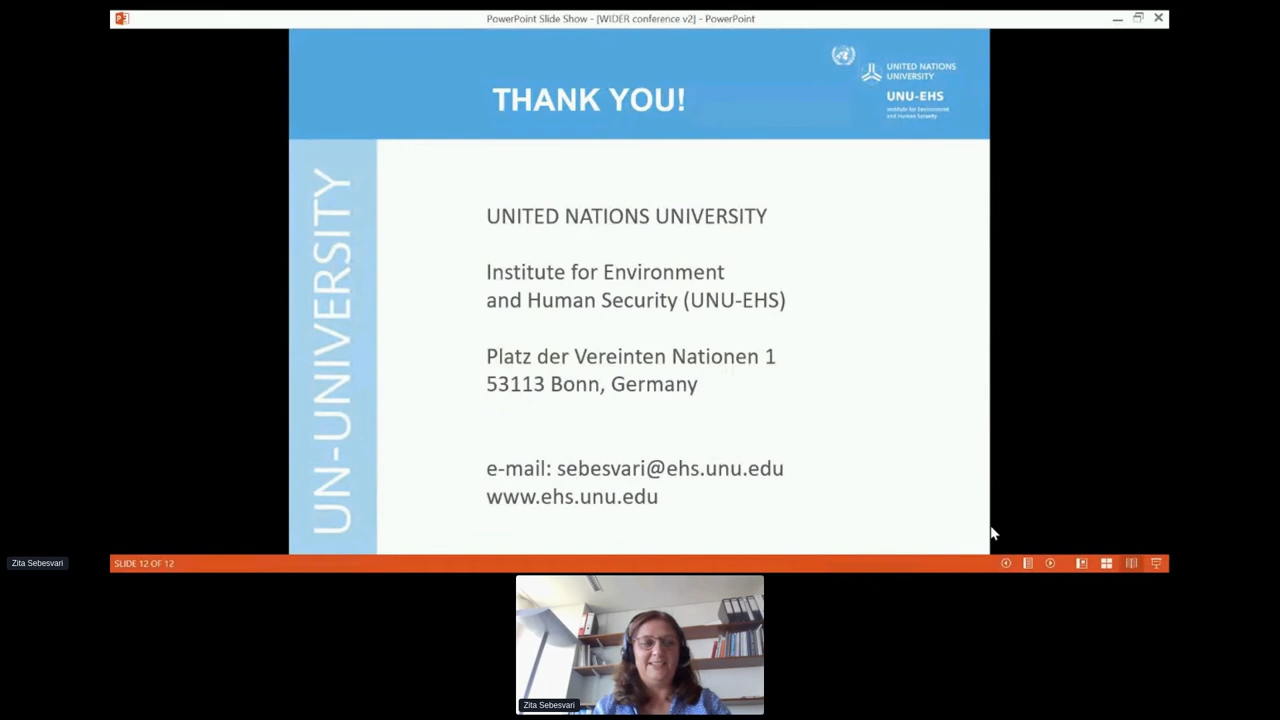 PowerPoint Slide Show - [WIDER conference v2] - PowerPoint
THANK YOU!
UNITED NATIONS
UNIVERSITY
UNU-EHS
Institute for Environment
and Human Security
UN-UNIVERSITY
UNITED NATIONS UNIVERSITY
Institute for Environment
and Human Security (UNU-EHS)
Platz der Vereinten Nationen 1
53113 Bonn, Germany
e-mail: sebesvari@ehs.unu.edu
www.ehs.unu.edu
Zita Sebesvari
SLIDE 12 OF 12
Zita Sebesvari